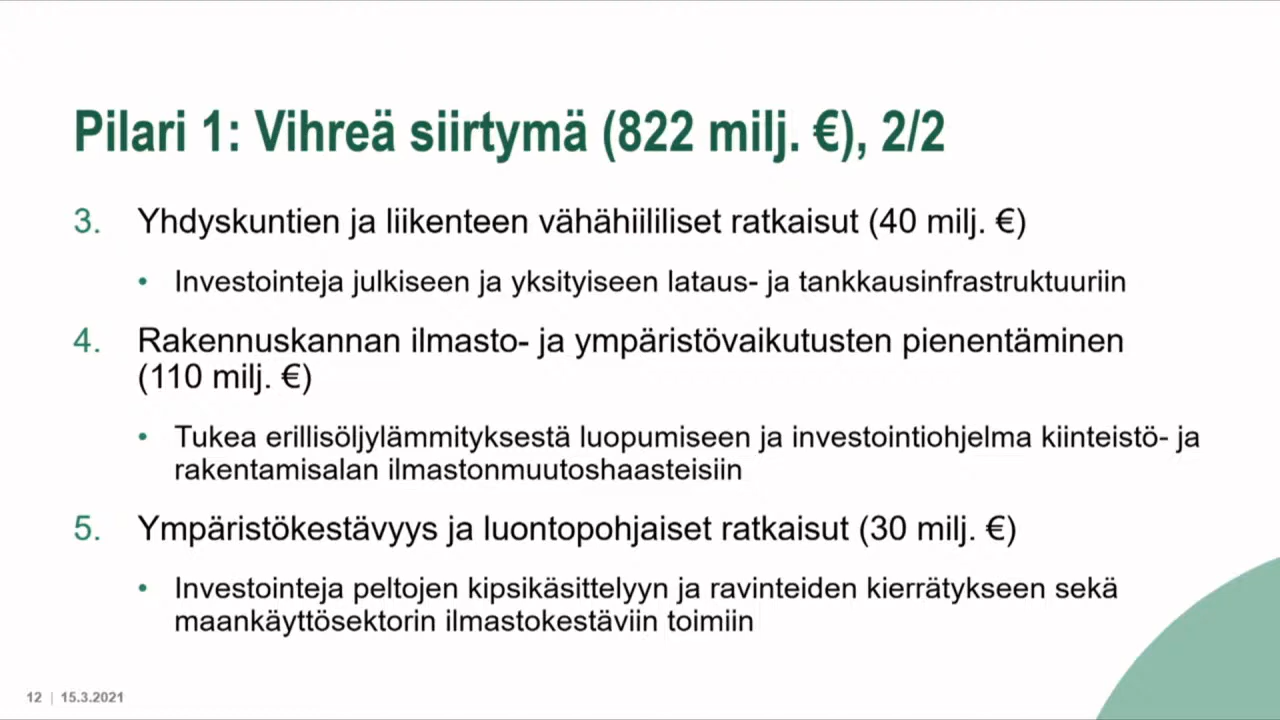 Pilari 1: Vihreä siirtymä (822 milj. €), 2/2
3. Yhdyskuntien ja liikenteen vähähiililiset ratkaisut (40 milj. €)
• Investointeja julkiseen ja yksityiseen lataus- ja tankkausinfrastruktuuriin
4. Rakennuskannan ilmasto- ja ympäristövaikutusten pienentäminen
(110 milj. €)
• Tukea erillisöljylämmityksestä luopumiseen ja investointiohjelma kiinteistö- ja
rakentamisalan ilmastonmuutoshaasteisiin
5. Ympäristökestävyys ja luontopohjaiset ratkaisut (30 milj. €)
• Investointeja peltojen kipsikäsittelyyn ja ravinteiden kierrätykseen sekä
maankäyttösektorin ilmastokestäviin toimiin
12 | 15.3.2021